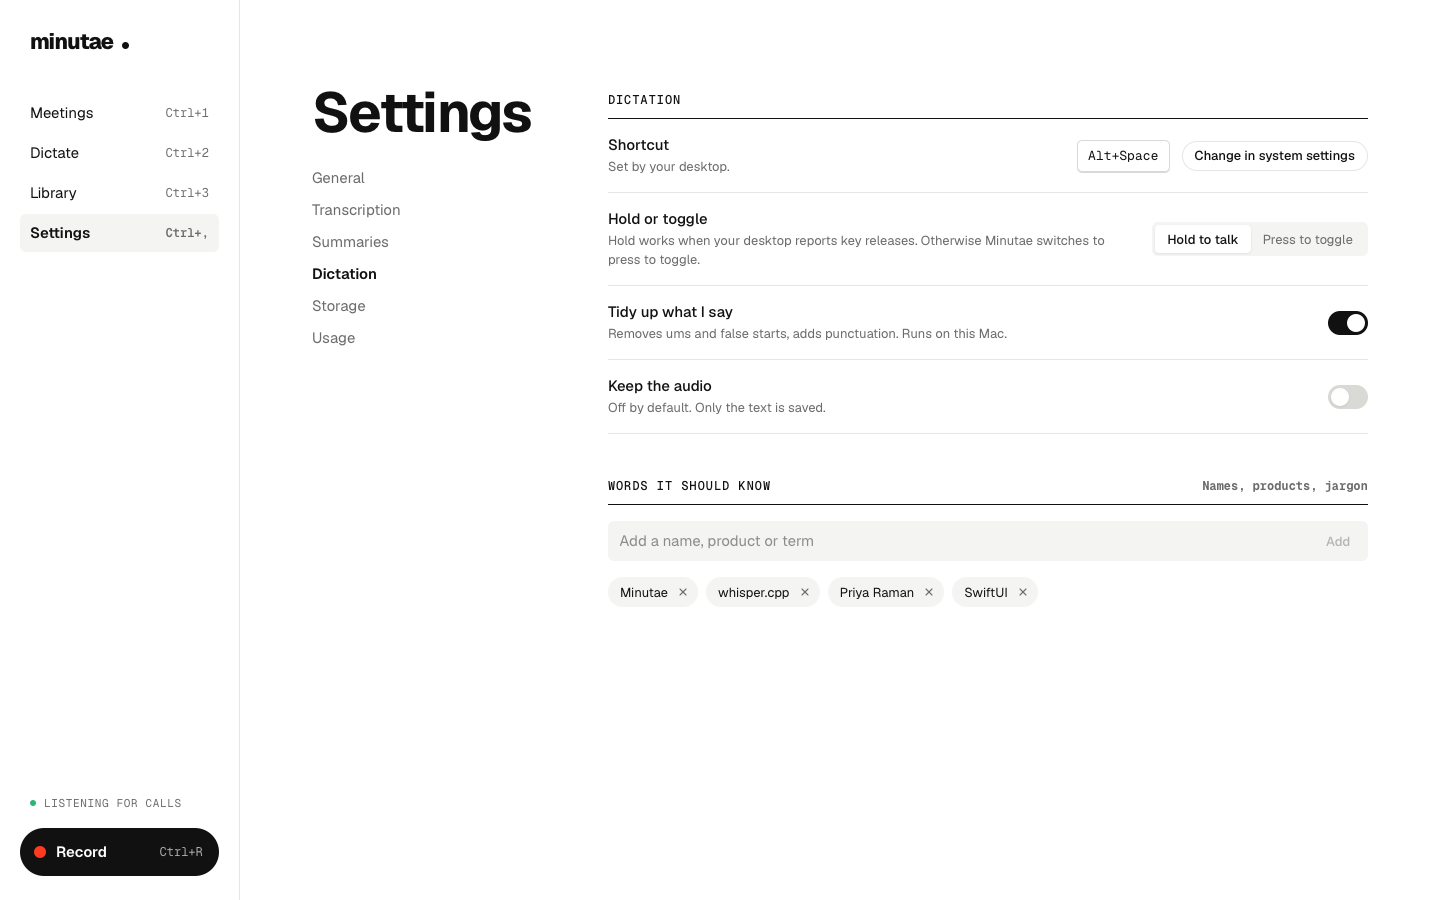 minutae
Meetings Ctrl+1
Dictate Ctrl+2
Library Ctrl+3
Settings Ctrl+,
LISTENING FOR CALLS
Record Ctrl+R
Settings
General
Transcription
Summaries
Dictation
Storage
Usage
DICTATION
Shortcut
Set by your desktop.
Alt+Space Change in system settings
Hold or toggle
Hold works when your desktop reports key releases. Otherwise Minutae switches to
press to toggle.
Hold to talk Press to toggle
Tidy up what I say
Removes ums and false starts, adds punctuation. Runs on this Mac.
Keep the audio
Off by default. Only the text is saved.
WORDS IT SHOULD KNOW Names, products, jargon
Add a name, product or term Add
Minutae × whisper.cpp × Priya Raman × SwiftUI ×